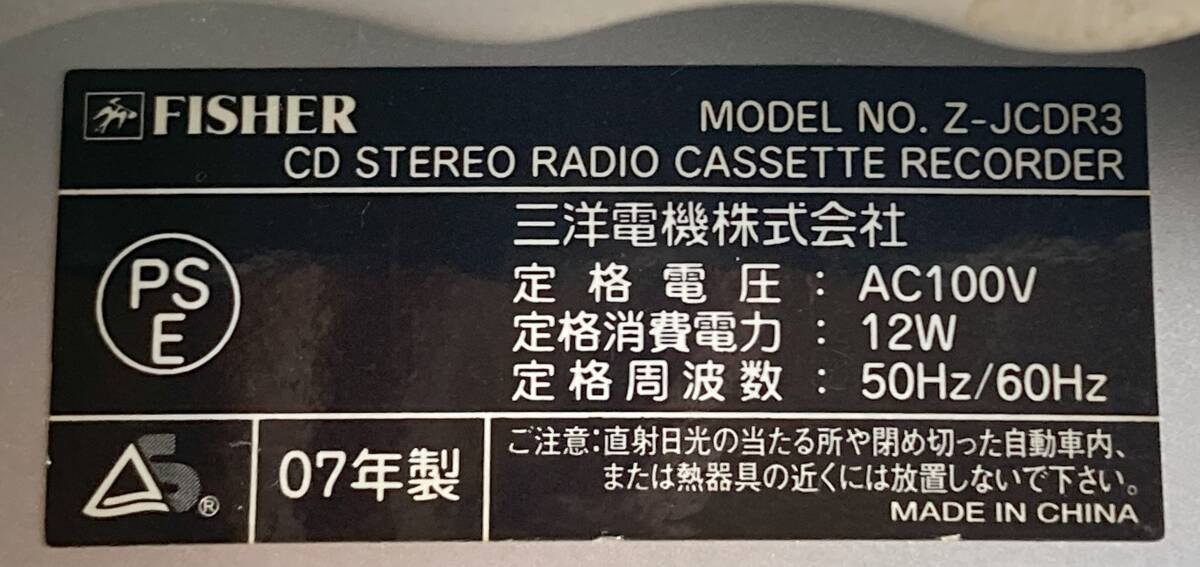 FISHER
MODEL NO. Z-JCDR3
CD STEREO RADIO CASSETTE RECORDER
三洋電機株式会社
定格電圧：AC100V
定格消費電力：12W
定格周波数：50Hz/60Hz
PS
E
S®
07年製
ご注意：直射日光の当たる所や閉め切った自動車内、
または熱器具の近くには放置しないで下さい。
MADE IN CHINA